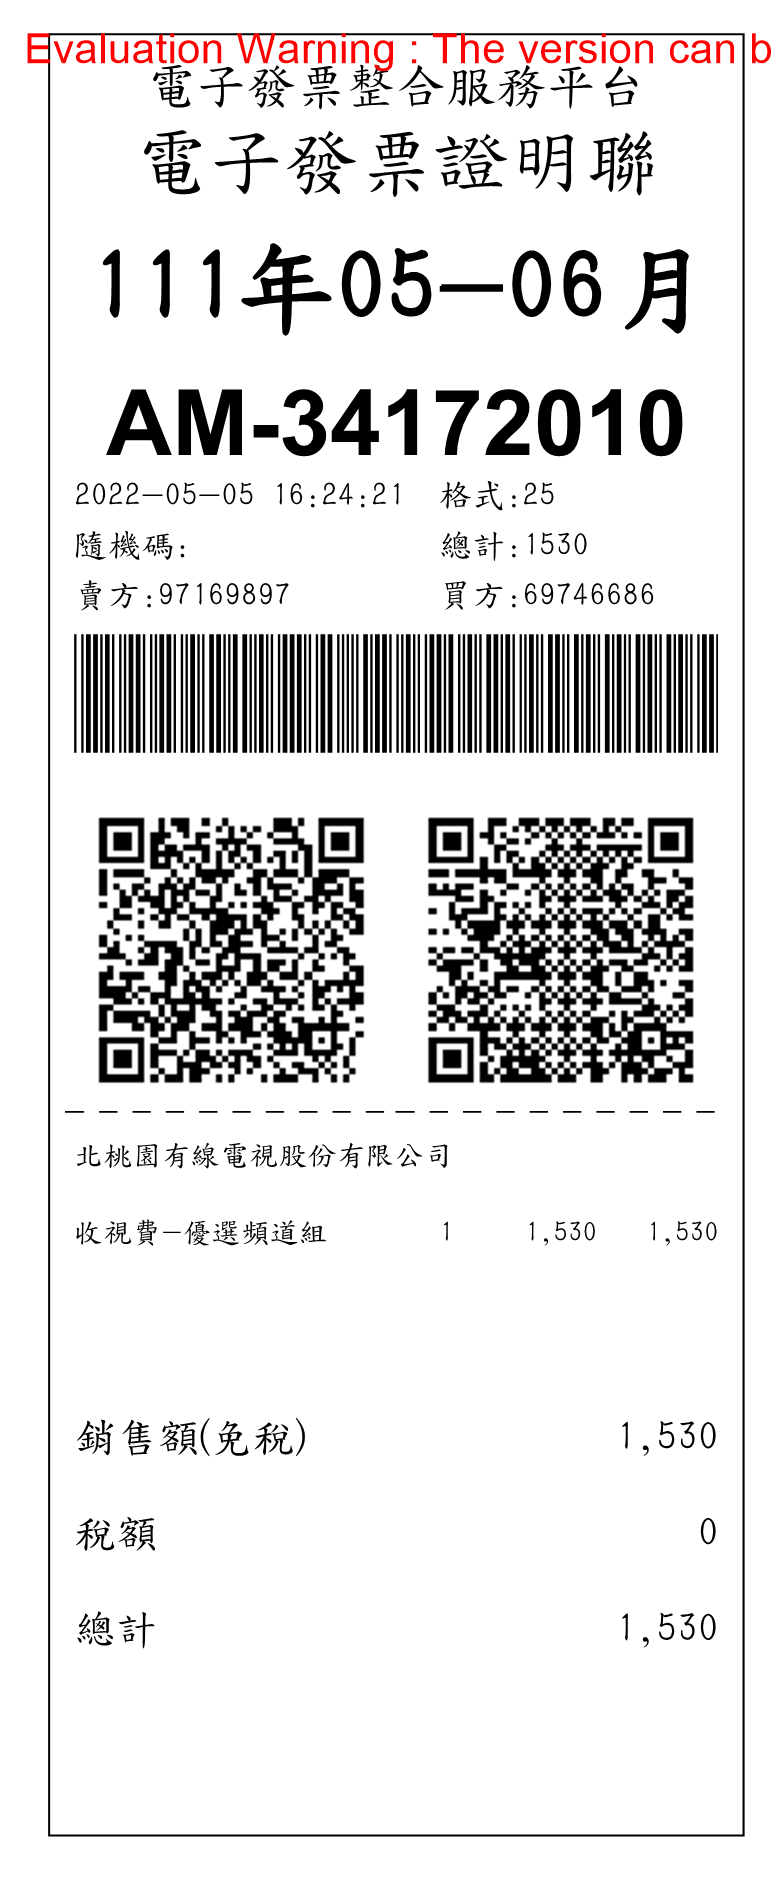 Evaluation Warning : The version can b
電子發票整合服務平台
電子發票證明聯
111年05-06月
AM-34172010
2022-05-05 16:24:21 格式:25
隨機碼: 總計:1530
賣方:97169897 買方:69746686
北桃園有線電視股份有限公司
收視費-優選頻道組 1 1,530 1,530
銷售額(免稅) 1,530
稅額 0
總計 1,530